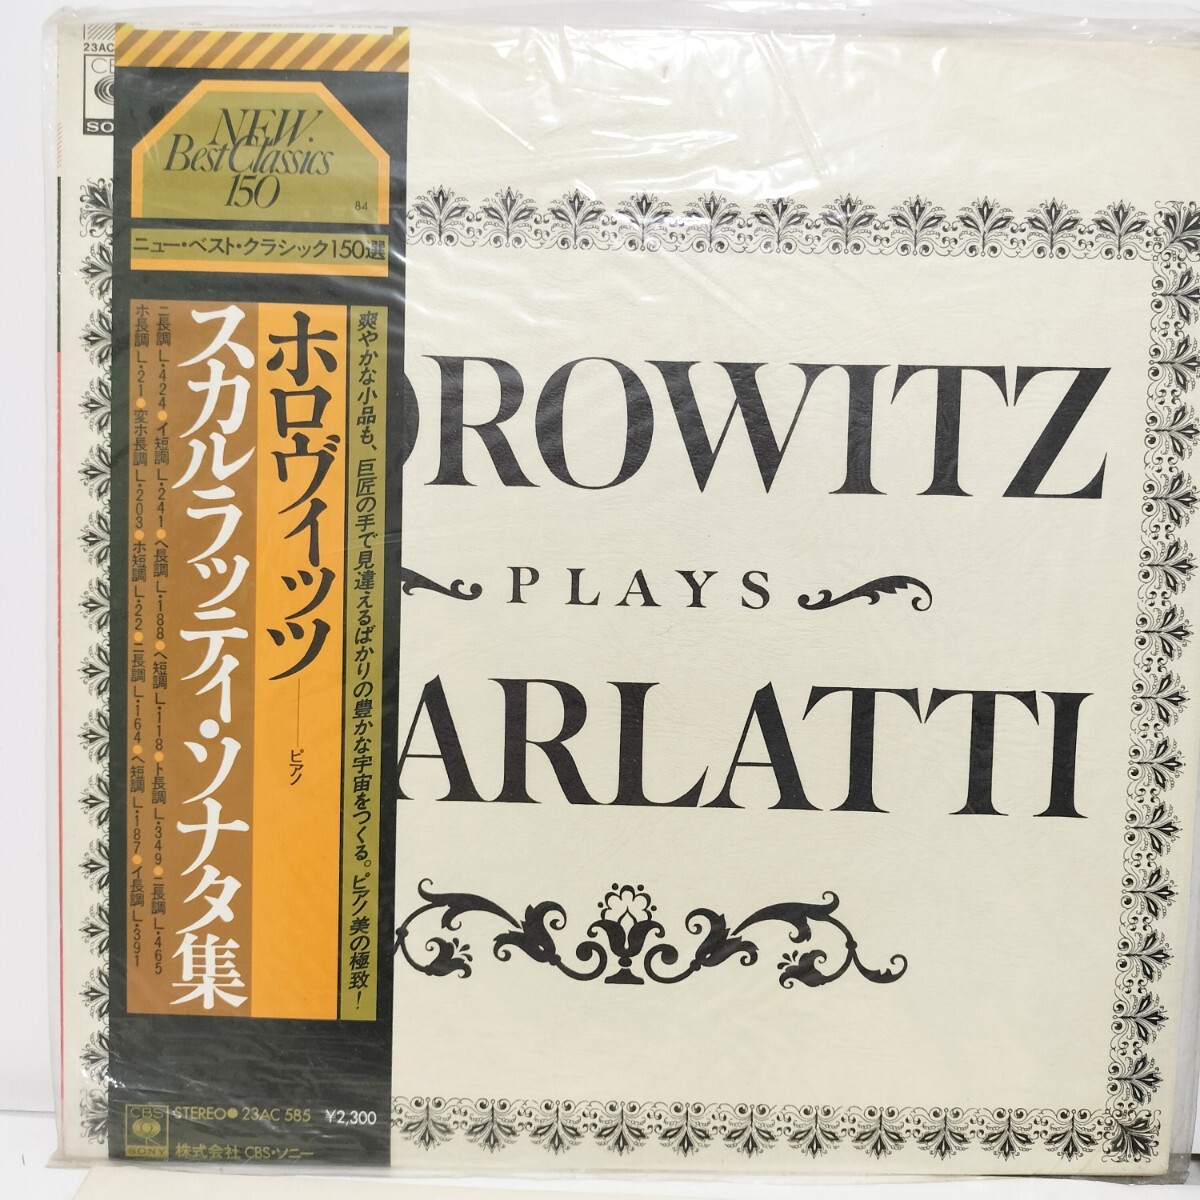 23AC
SO
NEW.
Best Classics
150
84
ニュー・ベスト・クラシック150選
爽やかな小品も、巨匠の手で見違えるばかりの豊かな宇宙をつくる。ピアノ美の極致!
ホロヴィッツ——ピアノ
スカルラッティ・ソナタ集
ニ長調 L・424●イ短調 L・241●ヘ長調 L・188●ヘ短調 L・118●ト長調 L・349●ニ長調 L・465
ホ長調 L・21●変ホ長調 L・203●ホ短調 L・22●ニ長調 L・164●ヘ短調 L・187●イ長調 L・391
OROWITZ
PLAYS
ARLATTI
CBS
SONY
STEREO● 23AC 585 ¥2,300
株式会社 CBS・ソニー